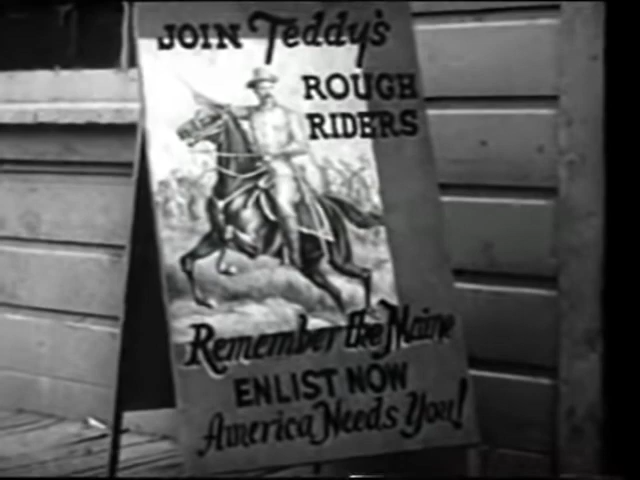 JOIN Teddy's
ROUGH
RIDERS
Remember the Maine
ENLIST NOW
America Needs You!